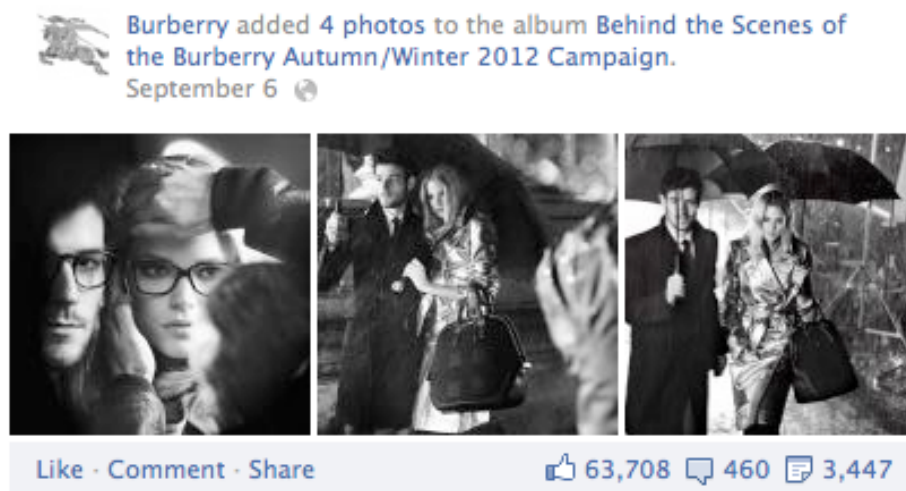 Burberry added 4 photos to the album Behind the Scenes of
the Burberry Autumn/Winter 2012 Campaign.
September 6
Like · Comment · Share 63,708 460 3,447